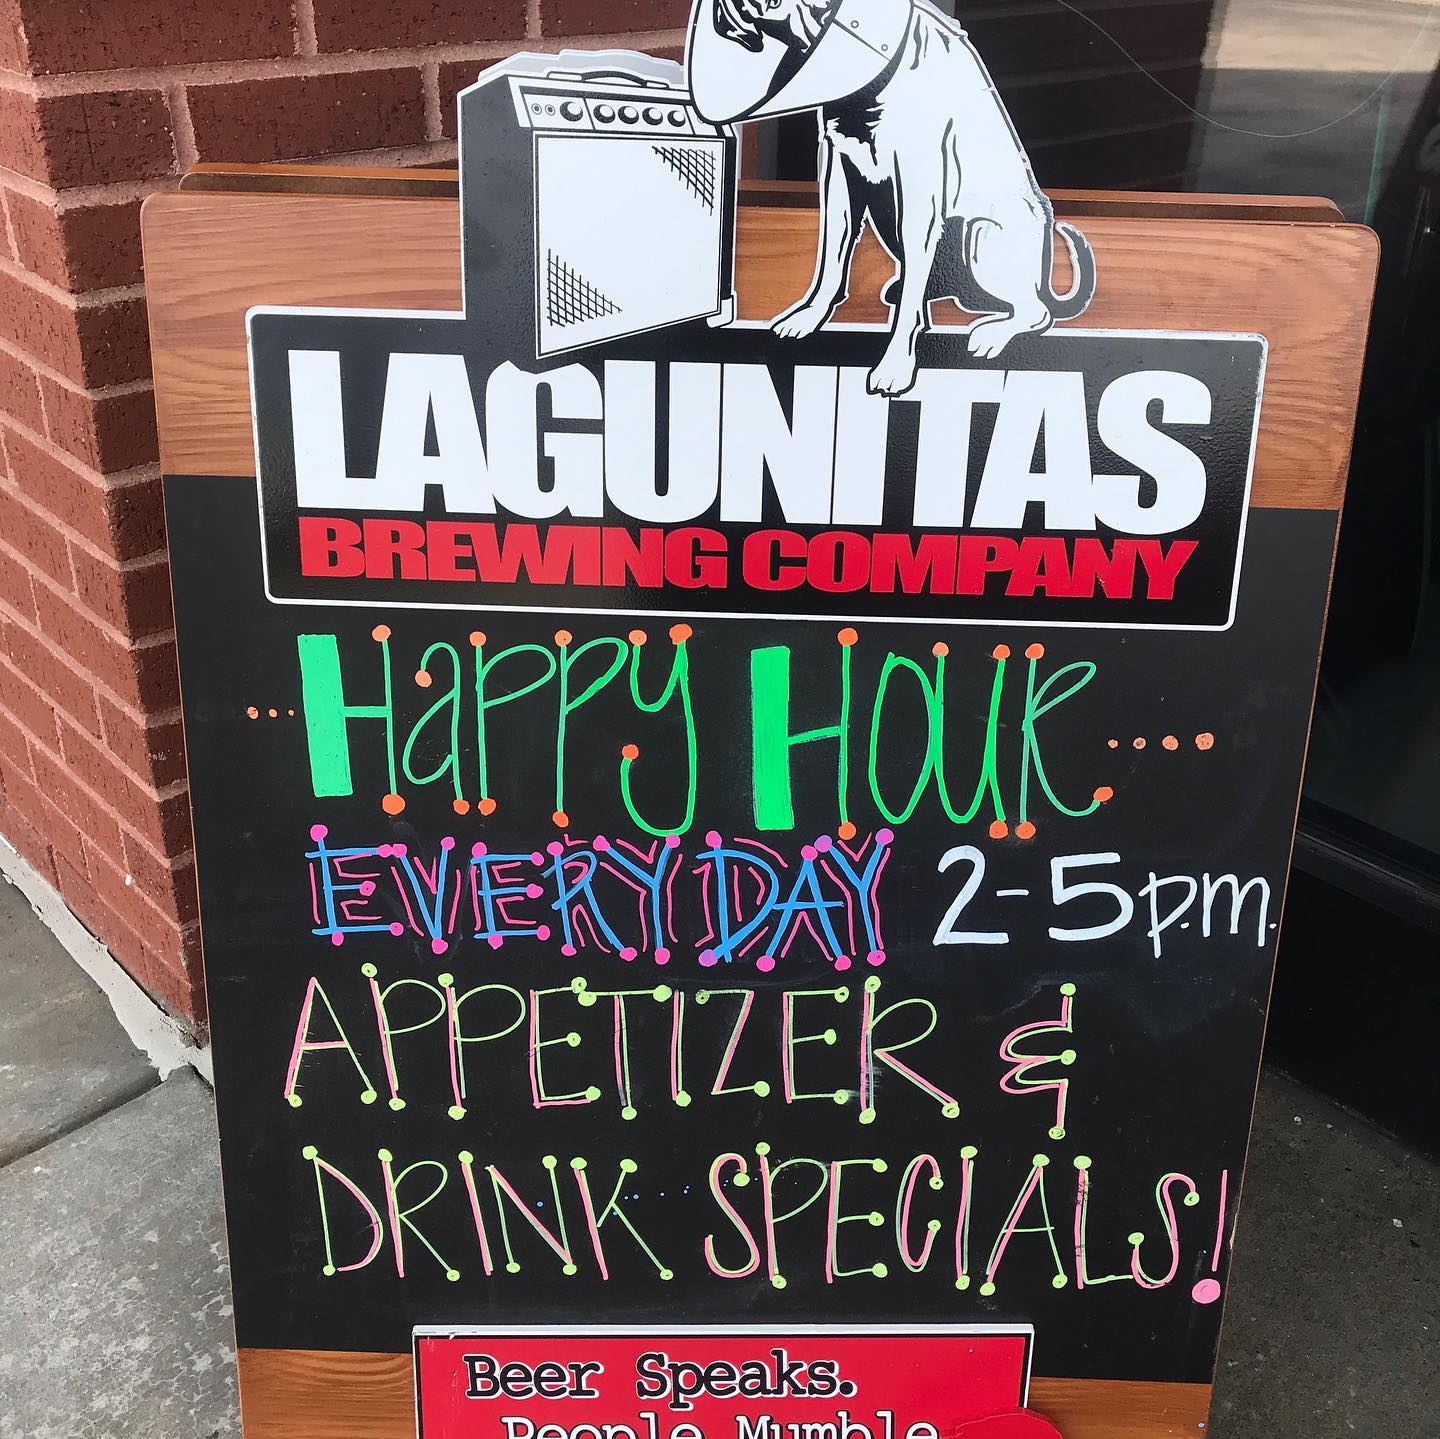 LAGUNITAS
BREWING COMPANY
Happy Hour
EVERYDAY 2-5p.m.
APPETIZER &
DRINK SPECIALS!
Beer Speaks.
People Mumble